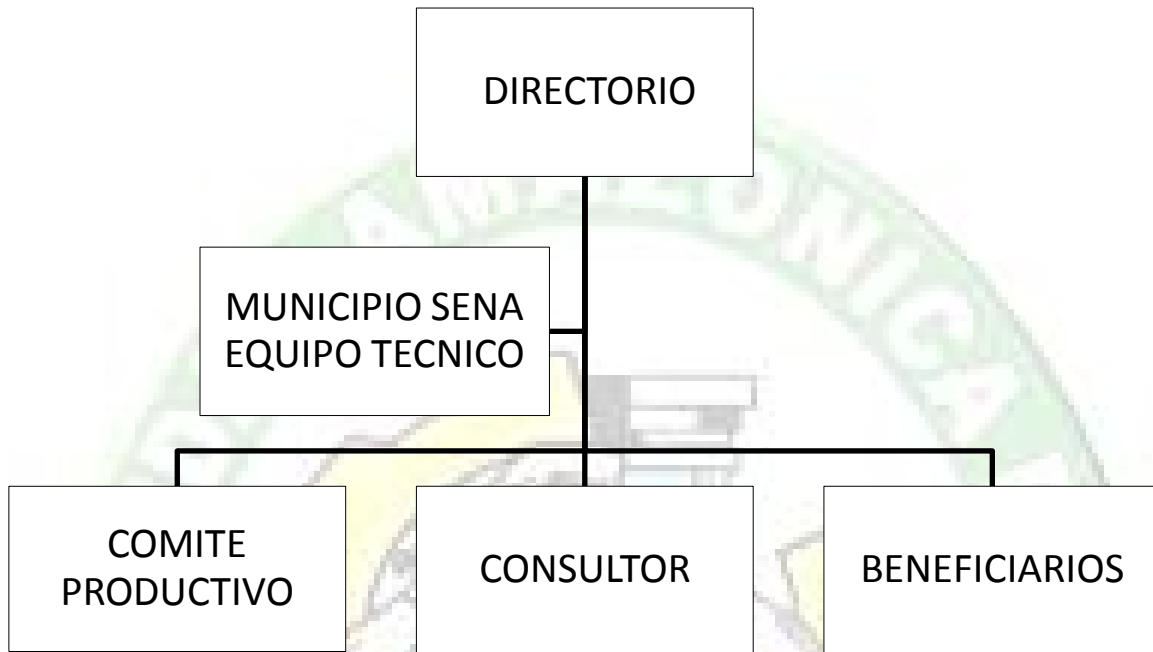 DIRECTORIO
MUNICIPIO SENA
EQUIPO TECNICO
COMITE
PRODUCTIVO
CONSULTOR
BENEFICIARIOS